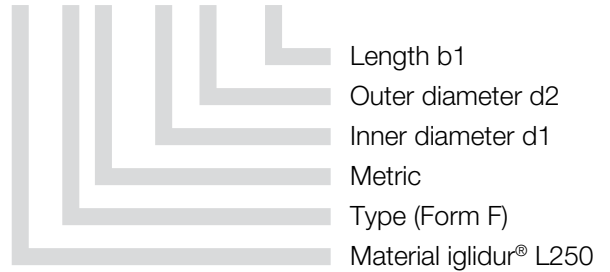 Length b1
Outer diameter d2
Inner diameter d1
Metric
Type (Form F)
Material iglidur® L250